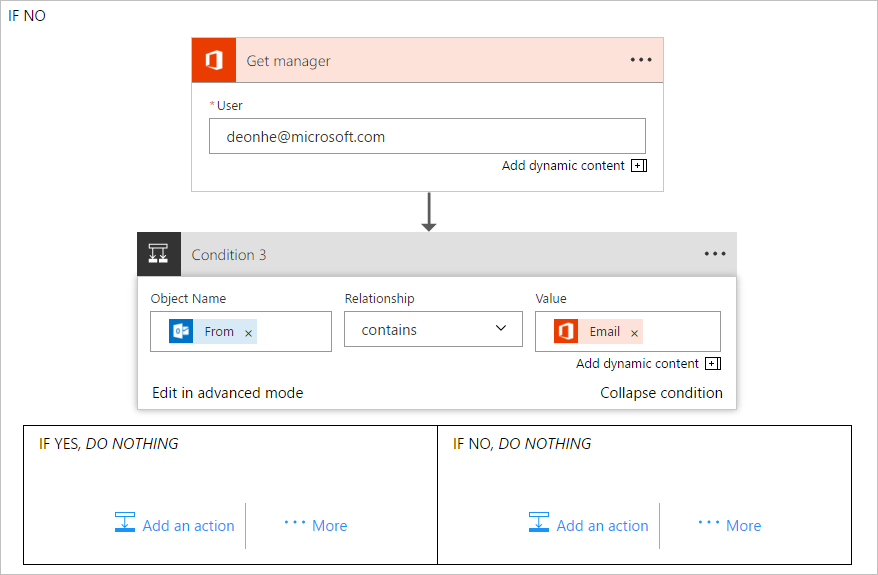 IF NO
Get manager
* User
deonhe@microsoft.com
Add dynamic content
Condition 3
Object Name Relationship Value
From × contains Email ×
Add dynamic content
Edit in advanced mode Collapse condition
IF YES, DO NOTHING IF NO, DO NOTHING
Add an action ··· More Add an action ··· More